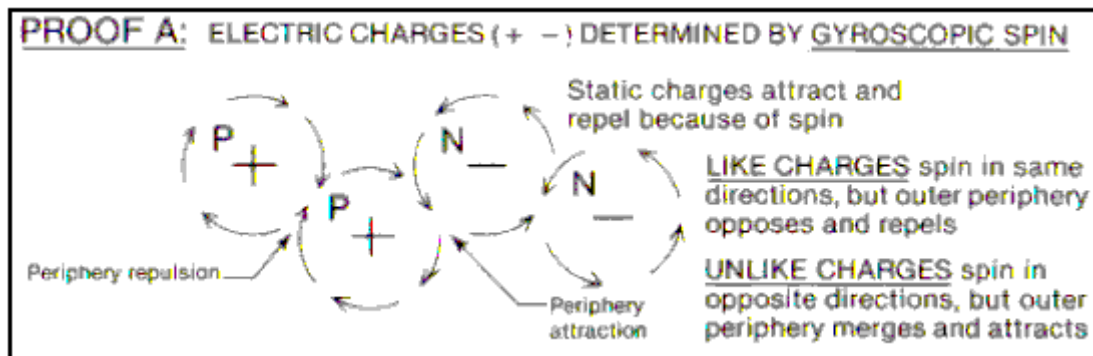 PROOF A: ELECTRIC CHARGES (+ -) DETERMINED BY GYROSCOPIC SPIN
Static charges attract and
repel because of spin
P
+
N
-
P
+
N
-
LIKE CHARGES spin in same
directions, but outer periphery
opposes and repels
Periphery repulsion
Periphery
attraction
UNLIKE CHARGES spin in
opposite directions, but outer
periphery merges and attracts